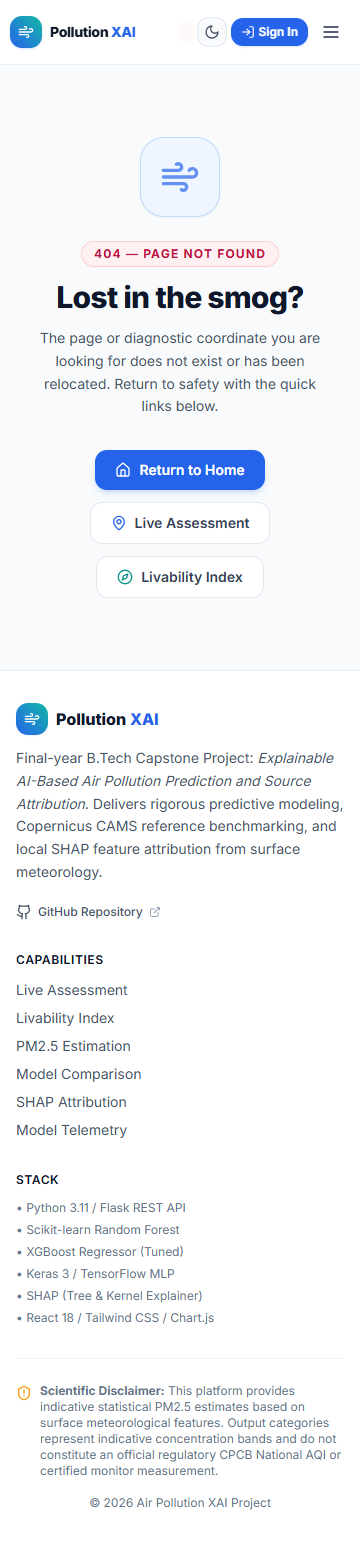 Pollution XAI
Sign In
404 — PAGE NOT FOUND
Lost in the smog?
The page or diagnostic coordinate you are
looking for does not exist or has been
relocated. Return to safety with the quick
links below.
Return to Home
Live Assessment
Livability Index
Pollution XAI
Final-year B.Tech Capstone Project: Explainable
AI-Based Air Pollution Prediction and Source
Attribution. Delivers rigorous predictive modeling,
Copernicus CAMS reference benchmarking, and
local SHAP feature attribution from surface
meteorology.
GitHub Repository
CAPABILITIES
Live Assessment
Livability Index
PM2.5 Estimation
Model Comparison
SHAP Attribution
Model Telemetry
STACK
• Python 3.11 / Flask REST API
• Scikit-learn Random Forest
• XGBoost Regressor (Tuned)
• Keras 3 / TensorFlow MLP
• SHAP (Tree & Kernel Explainer)
• React 18 / Tailwind CSS / Chart.js
Scientific Disclaimer: This platform provides
indicative statistical PM2.5 estimates based on
surface meteorological features. Output categories
represent indicative concentration bands and do not
constitute an official regulatory CPCB National AQI or
certified monitor measurement.
© 2026 Air Pollution XAI Project